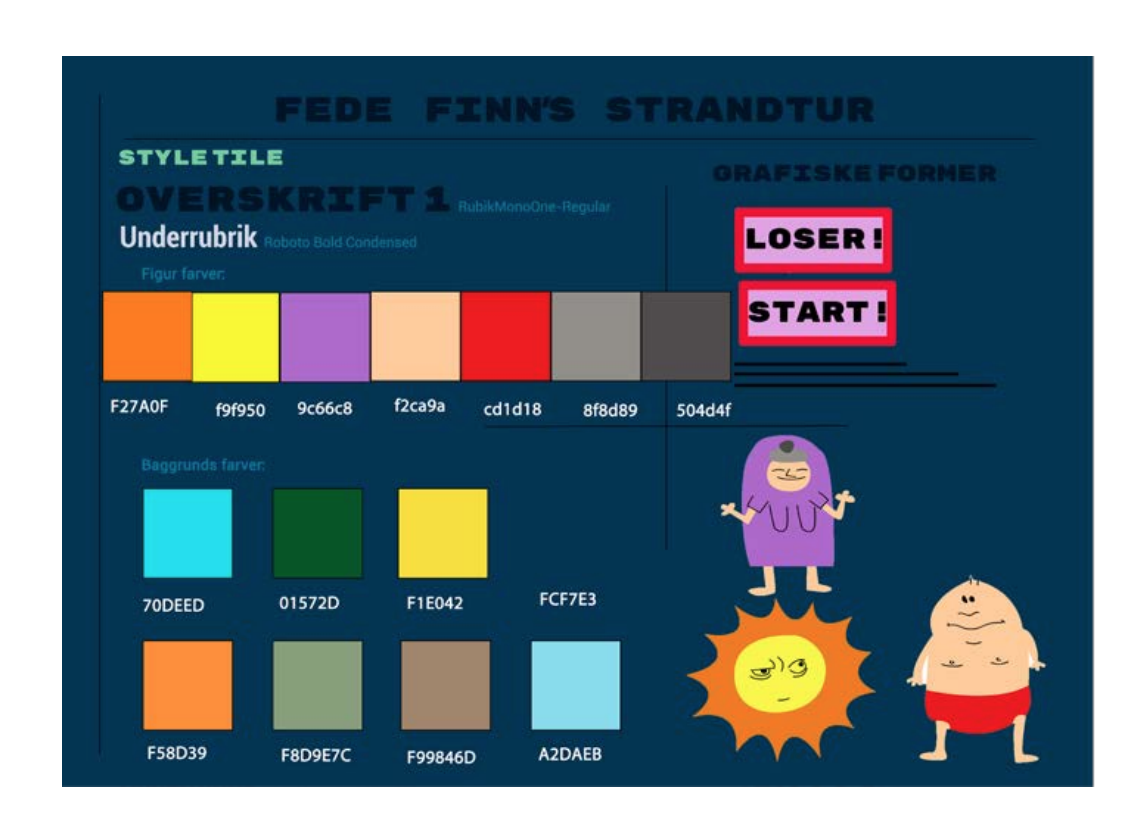 FEDE FINN'S STRANDTUR
STYLE TILE
OVERSKRIFT 1 RubikMonoOne-Regular
Underrubrik Roboto Bold Condensed
Figur farver:
F27A0F f9f950 9c66c8 f2ca9a cd1d18 8f8d89 504d4f
Baggrunds farver:
70DEED 01572D F1E042 FCF7E3
F58D39 F8D9E7C F99846D A2DAEB
GRAFISKE FORMER
LOSER!
START!